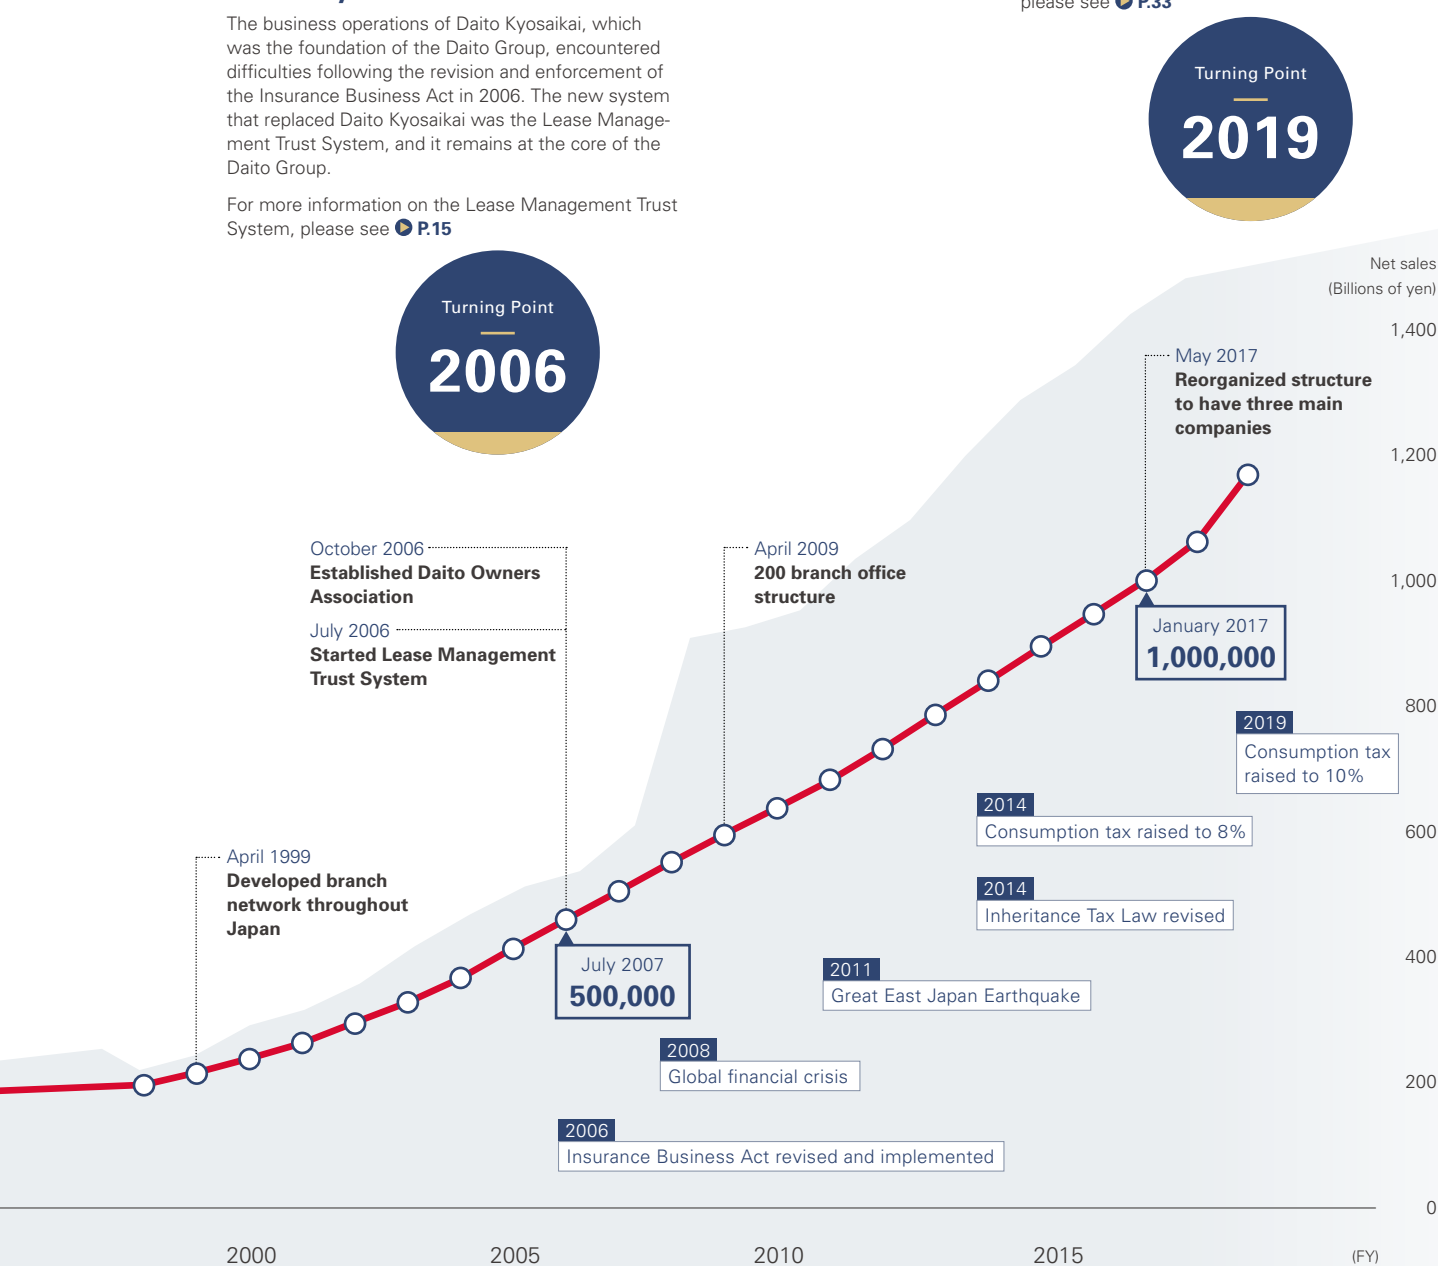 The business operations of Daito Kyosaikai, which
was the foundation of the Daito Group, encountered
difficulties following the revision and enforcement of
the Insurance Business Act in 2006. The new system
that replaced Daito Kyosaikai was the Lease Manage-
ment Trust System, and it remains at the core of the
Daito Group.
For more information on the Lease Management Trust
System, please see P.15
please see P.33
Turning Point
2019
Turning Point
2006
Net sales
(Billions of yen)
1,400
1,200
1,000
800
600
400
200
0
May 2017
Reorganized structure
to have three main
companies
October 2006
Established Daito Owners
Association
July 2006
Started Lease Management
Trust System
April 2009
200 branch office
structure
January 2017
1,000,000
2019
Consumption tax
raised to 10%
2014
Consumption tax raised to 8%
April 1999
Developed branch
network throughout
Japan
2014
Inheritance Tax Law revised
July 2007
500,000
2011
Great East Japan Earthquake
2008
Global financial crisis
2006
Insurance Business Act revised and implemented
2000
2005
2010
2015
(FY)